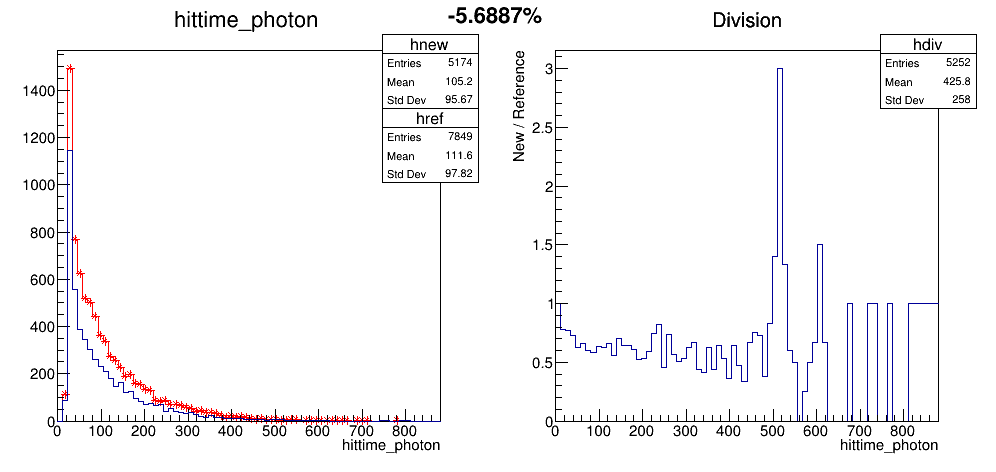 hittime_photon
-5.6887%
Division
hnew
Entries 5174
Mean 105.2
Std Dev 95.67
href
Entries 7849
Mean 111.6
Std Dev 97.82
1400
1200
1000
800
600
400
200
0
0 100 200 300 400 500 600 700 800
hittime_photon
hdiv
Entries 5252
Mean 425.8
Std Dev 258
New / Reference
3
2.5
2
1.5
1
0.5
0
0 100 200 300 400 500 600 700 800
hittime_photon